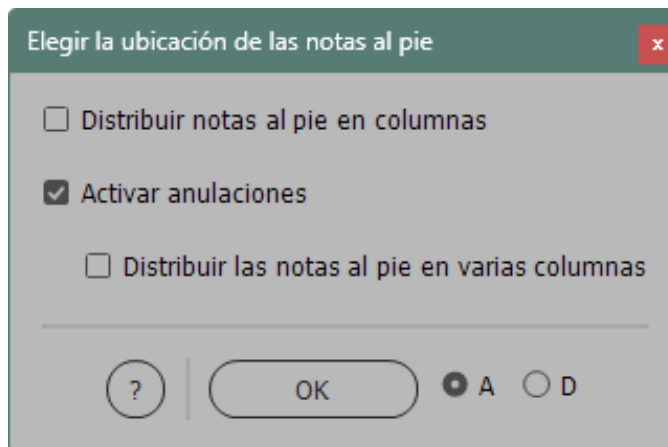 Elegir la ubicación de las notas al pie
x
Distribuir notas al pie en columnas
Activar anulaciones
Distribuir las notas al pie en varias columnas
? OK A D